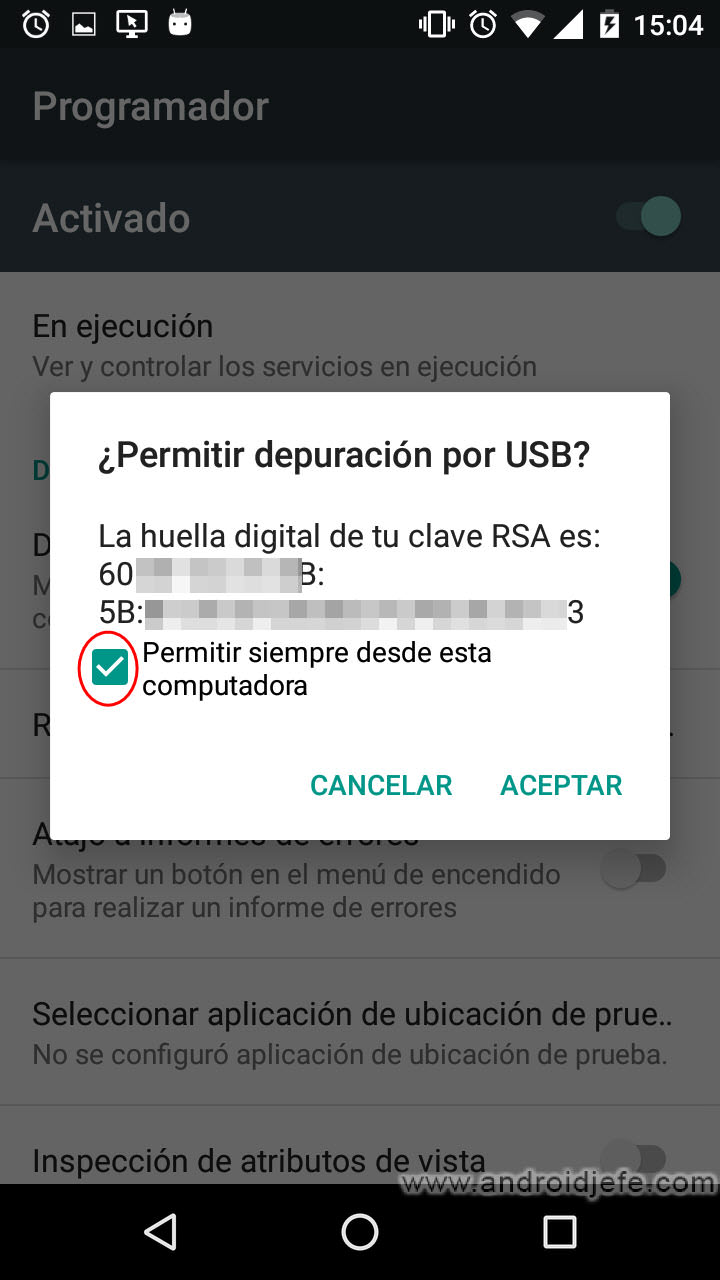 15:04
Programador
Activado
En ejecución
Ver y controlar los servicios en ejecución
D
¿Permitir depuración por USB?
La huella digital de tu clave RSA es:
60 B:
5B: 3
Permitir siempre desde esta
computadora
CANCELAR ACEPTAR
Atajo a informes de errores
Mostrar un botón en el menú de encendido
para realizar un informe de errores
Seleccionar aplicación de ubicación de prue..
No se configuró aplicación de ubicación de prueba.
Inspección de atributos de vista
www.androidjefe.com